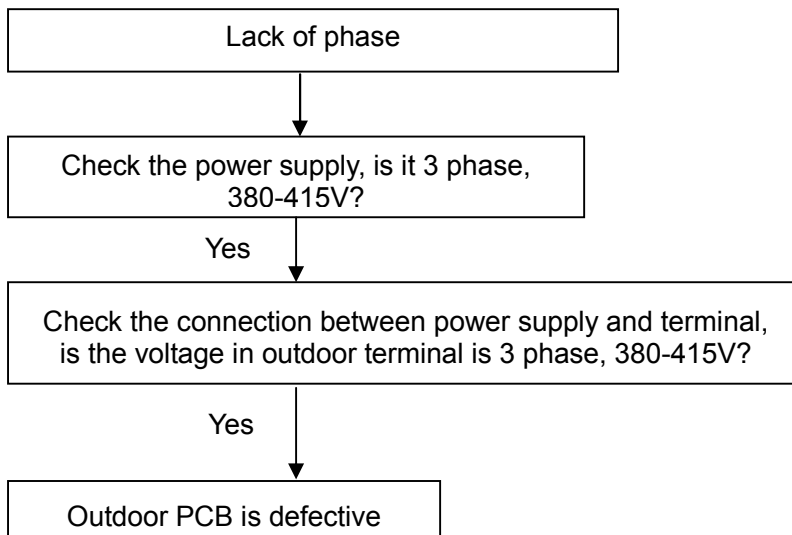 Lack of phase
Check the power supply, is it 3 phase,
380-415V?
Yes
Check the connection between power supply and terminal,
is the voltage in outdoor terminal is 3 phase, 380-415V?
Yes
Outdoor PCB is defective